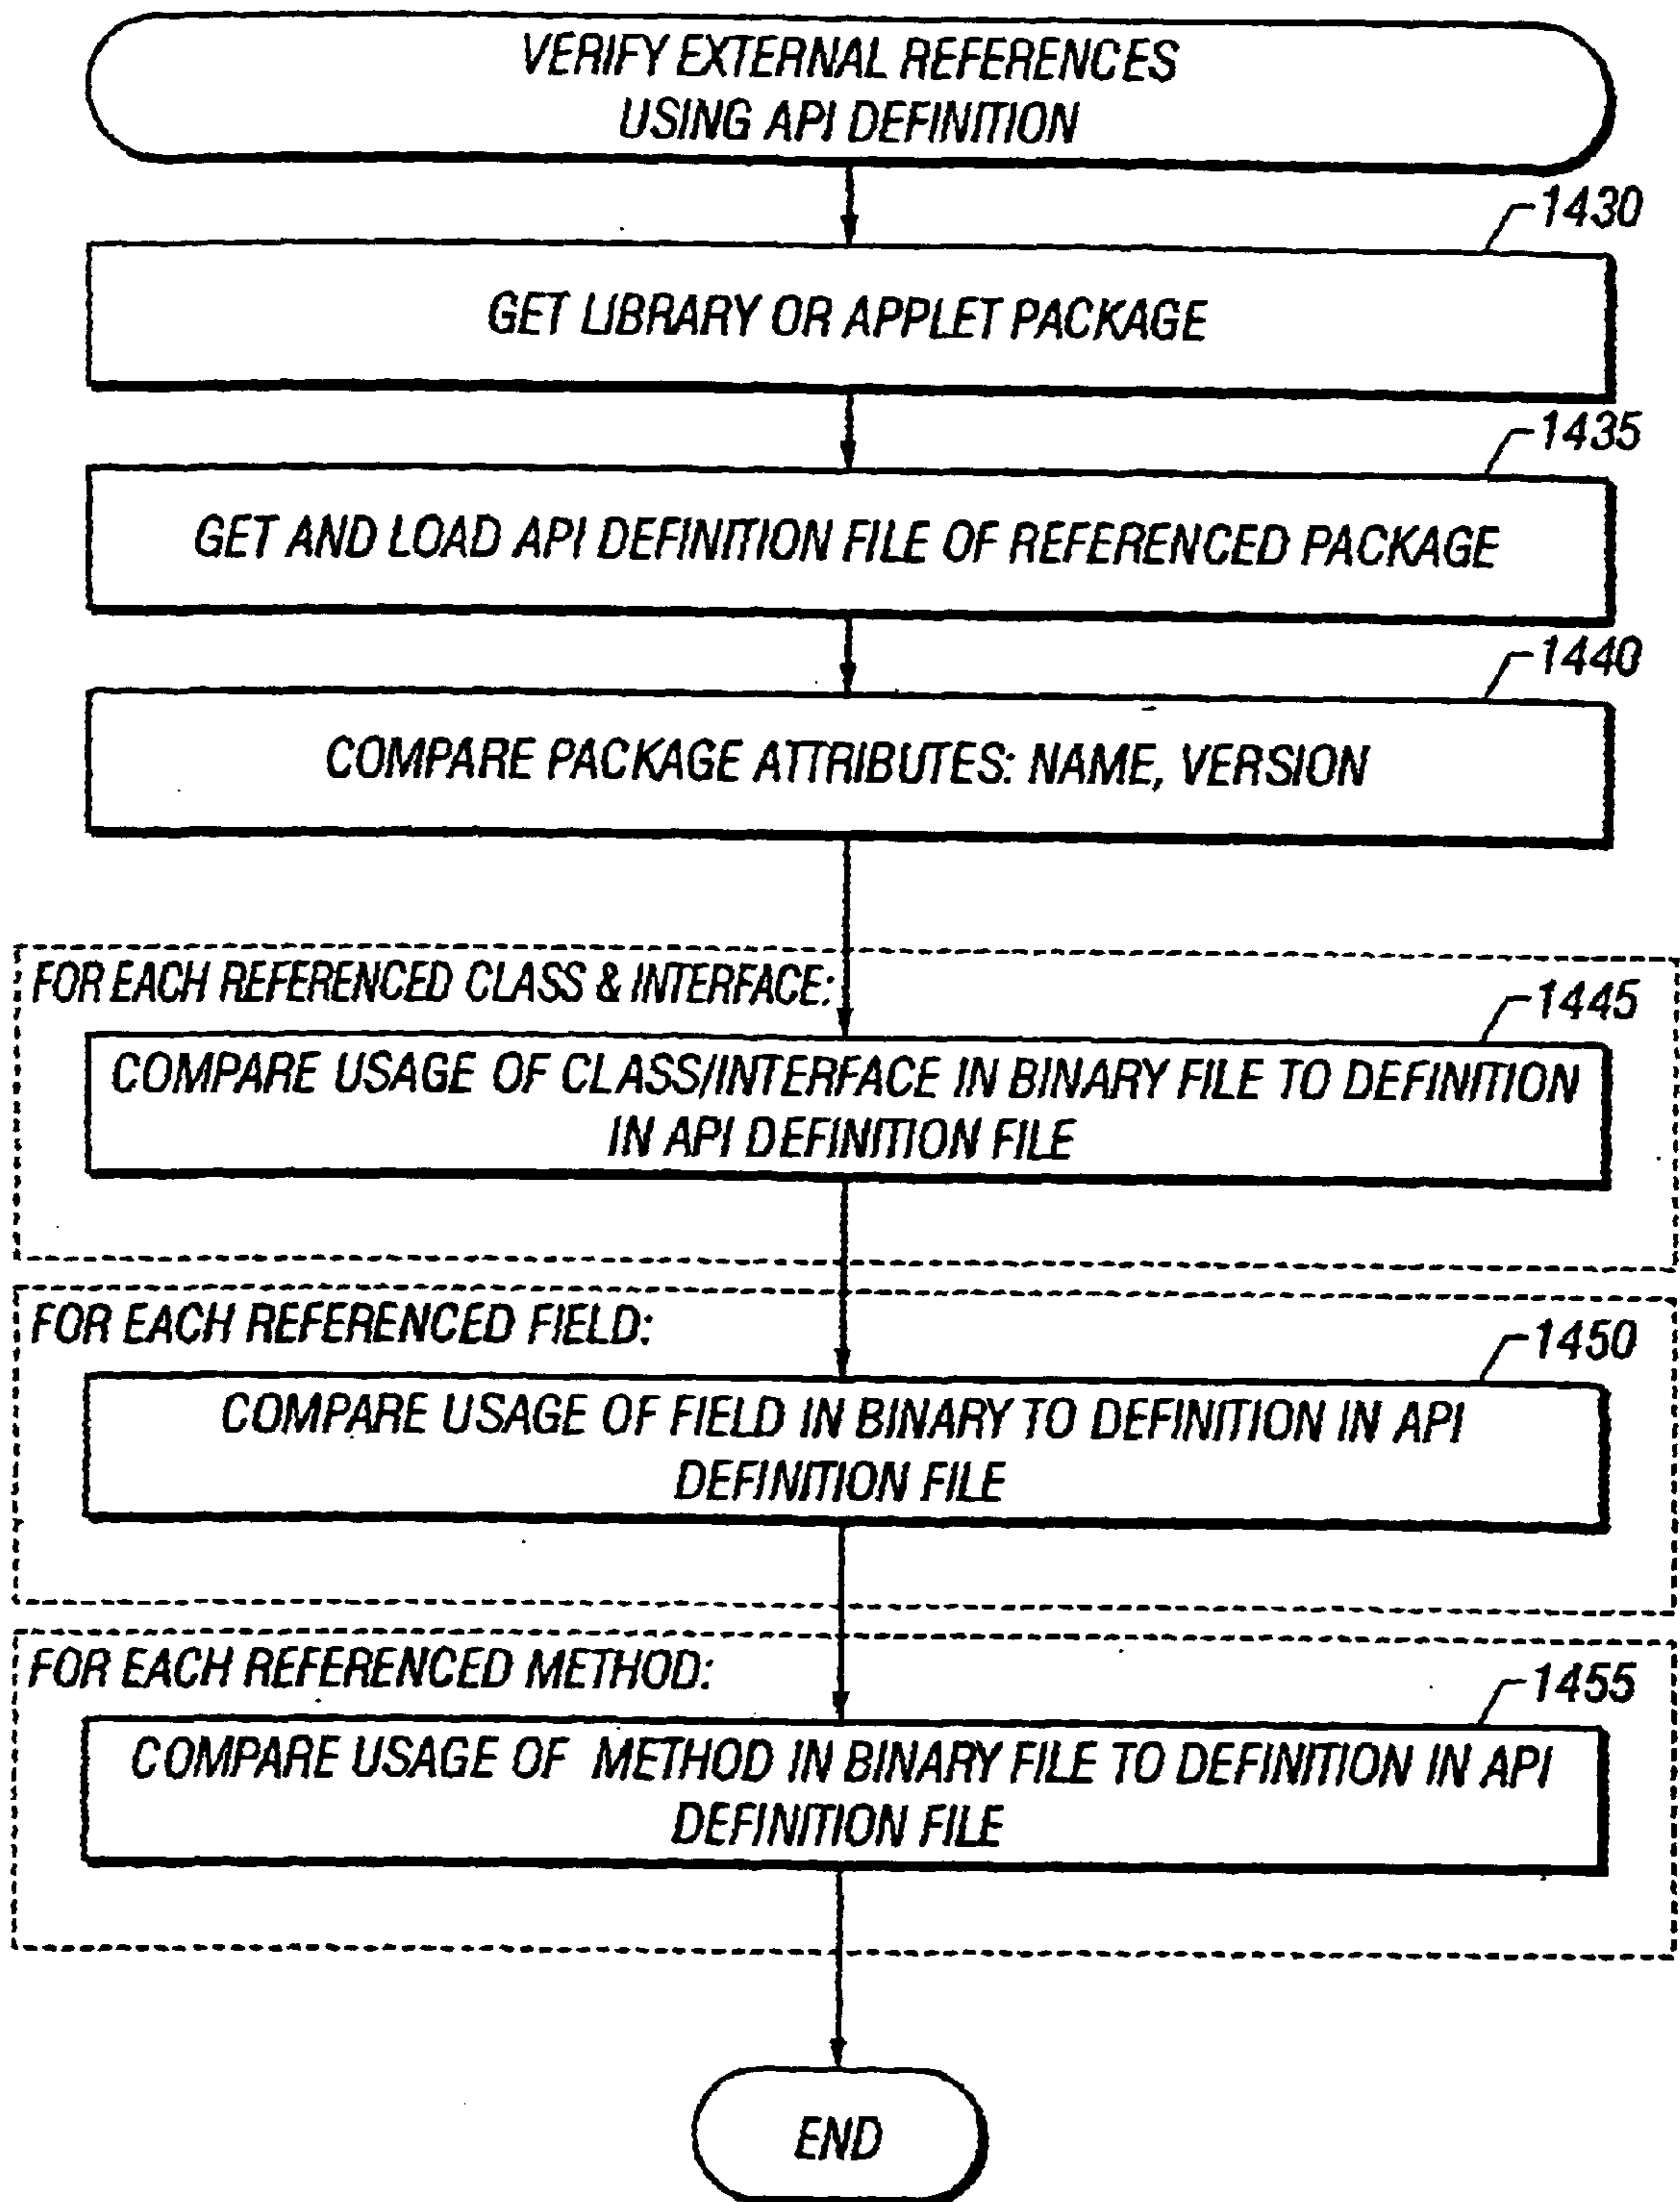 VERIFY EXTERNAL REFERENCES
USING API DEFINITION
1430
GET LIBRARY OR APPLET PACKAGE
1435
GET AND LOAD API DEFINITION FILE OF REFERENCED PACKAGE
1440
COMPARE PACKAGE ATTRIBUTES: NAME, VERSION
FOR EACH REFERENCED CLASS & INTERFACE:
1445
COMPARE USAGE OF CLASS/INTERFACE IN BINARY FILE TO DEFINITION
IN API DEFINITION FILE
FOR EACH REFERENCED FIELD:
1450
COMPARE USAGE OF FIELD IN BINARY TO DEFINITION IN API
DEFINITION FILE
FOR EACH REFERENCED METHOD:
1455
COMPARE USAGE OF METHOD IN BINARY FILE TO DEFINITION IN API
DEFINITION FILE
END